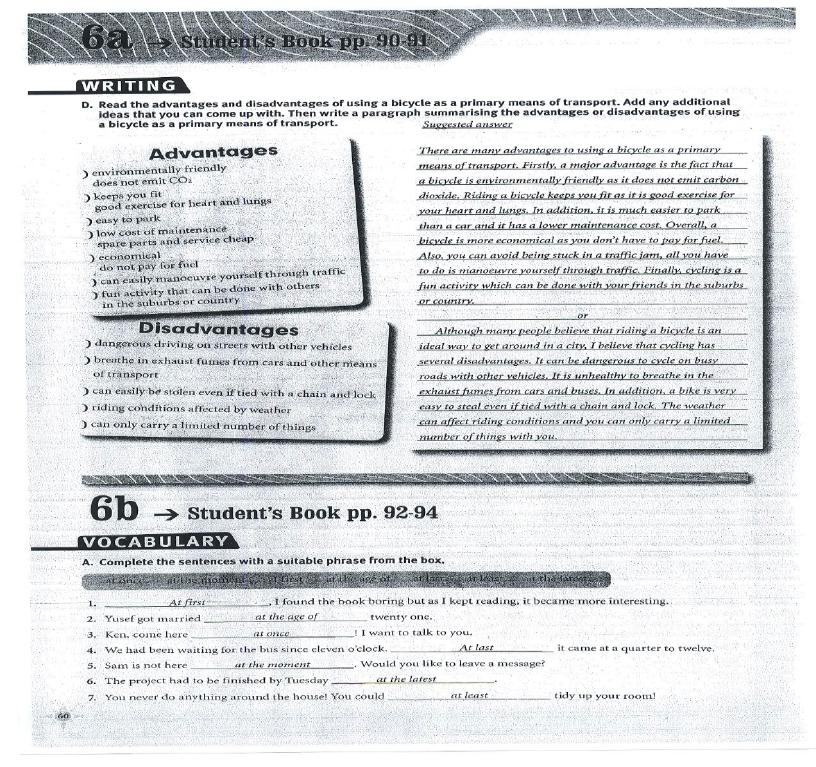 6a → Student's Book pp. 90-91
WRITING
D. Read the advantages and disadvantages of using a bicycle as a primary means of transport. Add any additional
ideas that you can come up with. Then write a paragraph summarising the advantages or disadvantages of using
a bicycle as a primary means of transport.
Suggested answer
Advantages
environmentally friendly
does not emit CO₂
keeps you fit
good exercise for heart and lungs
easy to park
low cost of maintenance
spare parts and service cheap
economical
do not pay for fuel
can easily manoeuvre yourself through traffic
fun activity that can be done with others
in the suburbs or country
Disadvantages
dangerous driving on streets with other vehicles
breathe in exhaust fumes from cars and other means
of transport
can easily be stolen even if tied with a chain and lock
riding conditions affected by weather
can only carry a limited number of things
There are many advantages to using a bicycle as a primary
means of transport. Firstly, a major advantage is the fact that
a bicycle is environmentally friendly as it does not emit carbon
dioxide. Riding a bicycle keeps you fit as it is good exercise for
your heart and lungs. In addition, it is much easier to park
than a car and it has a lower maintenance cost. Overall, a
bicycle is more economical as you don't have to pay for fuel.
Also, you can avoid being stuck in a traffic jam, all you have
to do is manoeuvre yourself through traffic. Finally, cycling is a
fun activity which can be done with your friends in the suburbs
or country.
or
Although many people believe that riding a bicycle is an
ideal way to get around in a city, I believe that cycling has
several disadvantages. It can be dangerous to cycle on busy
roads with other vehicles. It is unhealthy to breathe in the
exhaust fumes from cars and buses. In addition, a bike is very
easy to steal even if tied with a chain and lock. The weather
can affect riding conditions and you can only carry a limited
number of things with you.
6b → Student's Book pp. 92-94
VOCABULARY
A. Complete the sentences with a suitable phrase from the box.
at once at the moment at first at the age of at last at least at the latest
1. At first, I found the book boring but as I kept reading, it became more interesting.
2. Yusef got married at the age of twenty one.
3. Ken, come here at once! I want to talk to you.
4. We had been waiting for the bus since eleven o'clock. At last it came at a quarter to twelve.
5. Sam is not here at the moment. Would you like to leave a message?
6. The project had to be finished by Tuesday at the latest.
7. You never do anything around the house! You could at least tidy up your room!
60